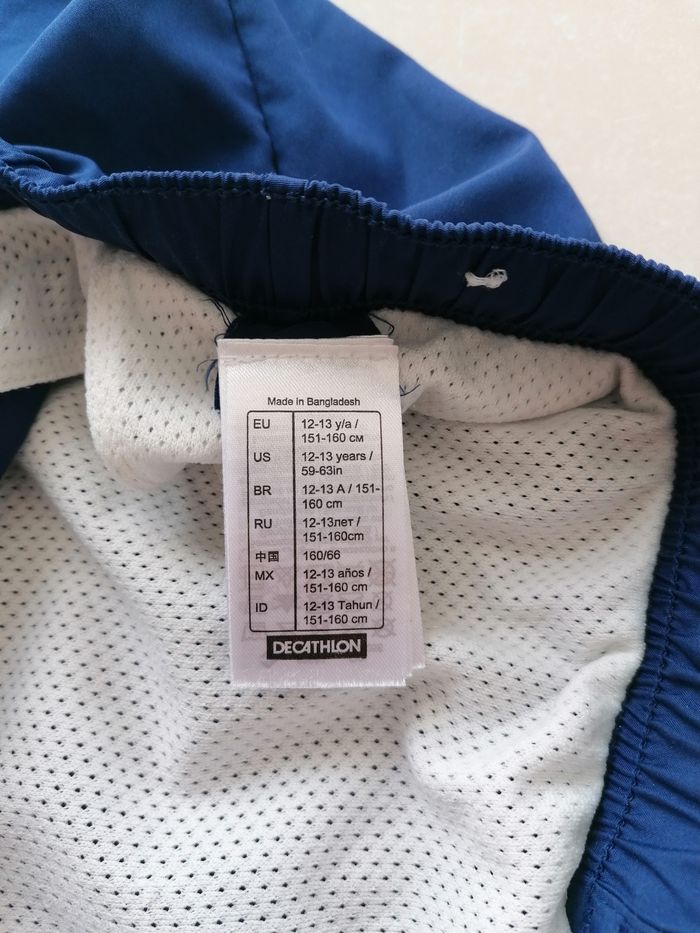 Made in Bangladesh
EU 12-13 y/a /
151-160 см
US 12-13 years /
59-63in
BR 12-13 A / 151-
160 cm
RU 12-13лет /
151-160cm
中国 160/66
MX 12-13 años /
151-160 cm
ID 12-13 Tahun /
151-160 cm
DECATHLON